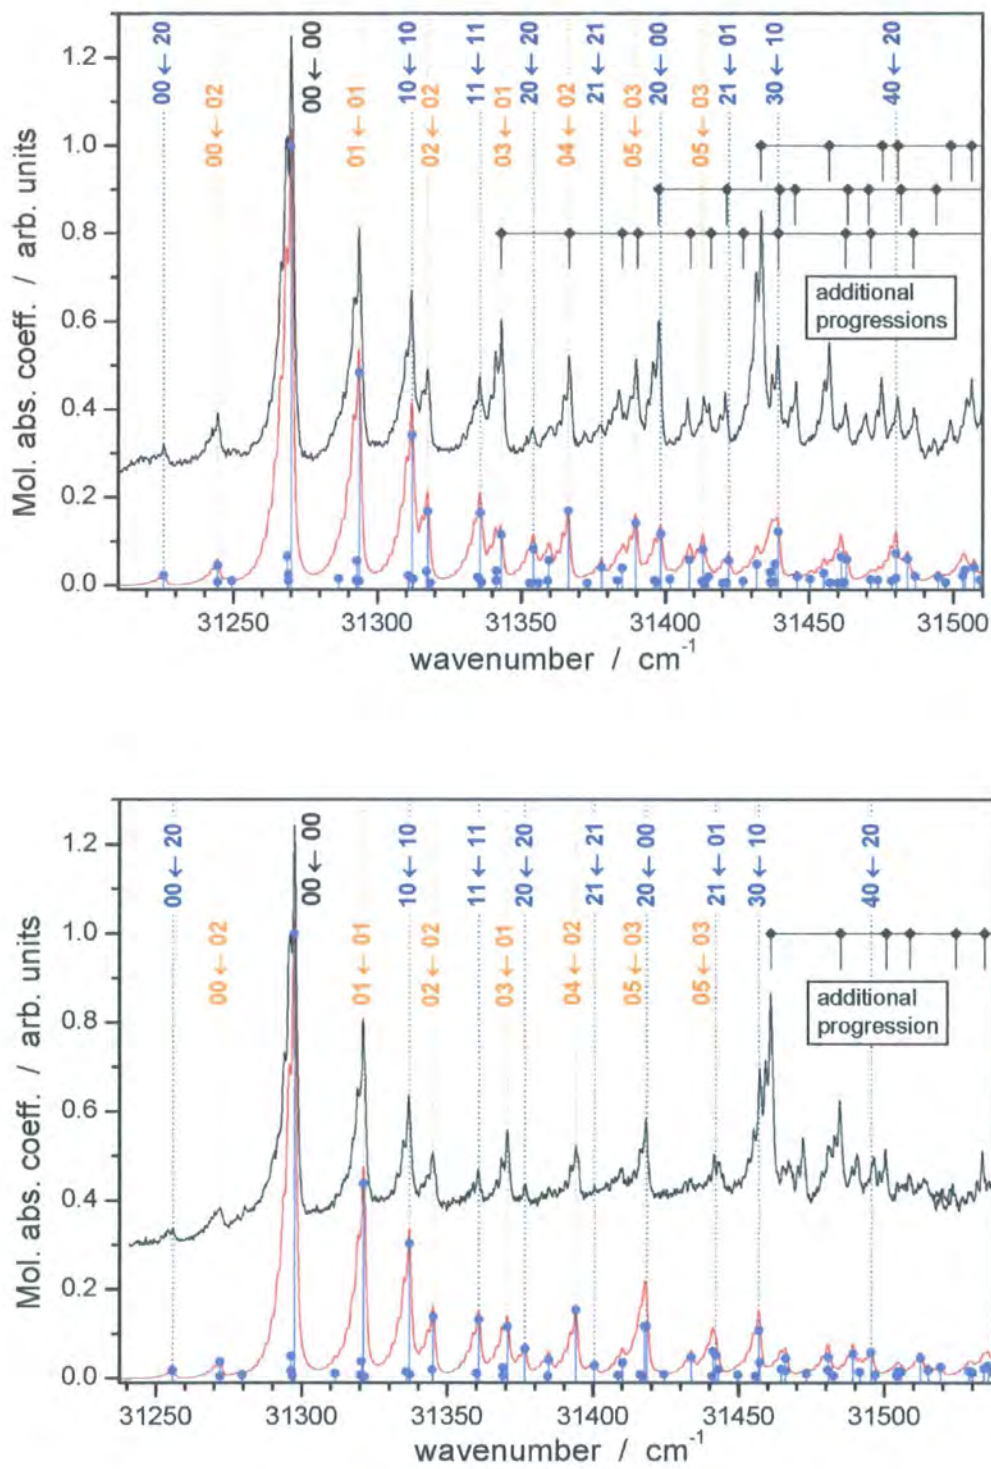 00 ← 20
00 ← 02
00 ← 00
01 ← 01
10 ← 10
02 ← 02
11 ← 11
03 ← 01
20 ← 20
04 ← 02
21 ← 21
05 ← 03
20 ← 00
05 ← 03
21 ← 01
30 ← 10
40 ← 20
1.2
1.0
0.8
0.6
0.4
0.2
0.0
Mol. abs. coeff. / arb. units
additional
progressions
31250 31300 31350 31400 31450 31500
wavenumber / cm⁻¹
00 ← 20
00 ← 02
00 ← 00
01 ← 01
10 ← 10
02 ← 02
11 ← 11
03 ← 01
20 ← 20
04 ← 02
21 ← 21
05 ← 03
20 ← 00
05 ← 03
21 ← 01
30 ← 10
40 ← 20
1.2
1.0
0.8
0.6
0.4
0.2
0.0
Mol. abs. coeff. / arb. units
additional
progression
31250 31300 31350 31400 31450 31500
wavenumber / cm⁻¹